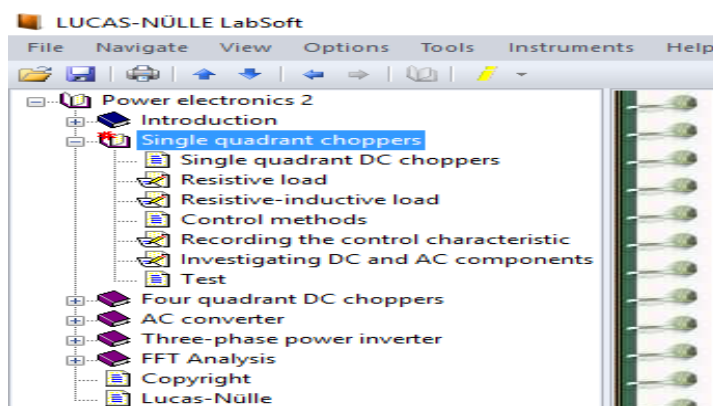 LUCAS-NÜLLE LabSoft
File Navigate View Options Tools Instruments Help
Power electronics 2
Introduction
Single quadrant choppers
Single quadrant DC choppers
Resistive load
Resistive-inductive load
Control methods
Recording the control characteristic
Investigating DC and AC components
Test
Four quadrant DC choppers
AC converter
Three-phase power inverter
FFT Analysis
Copyright
Lucas-Nülle